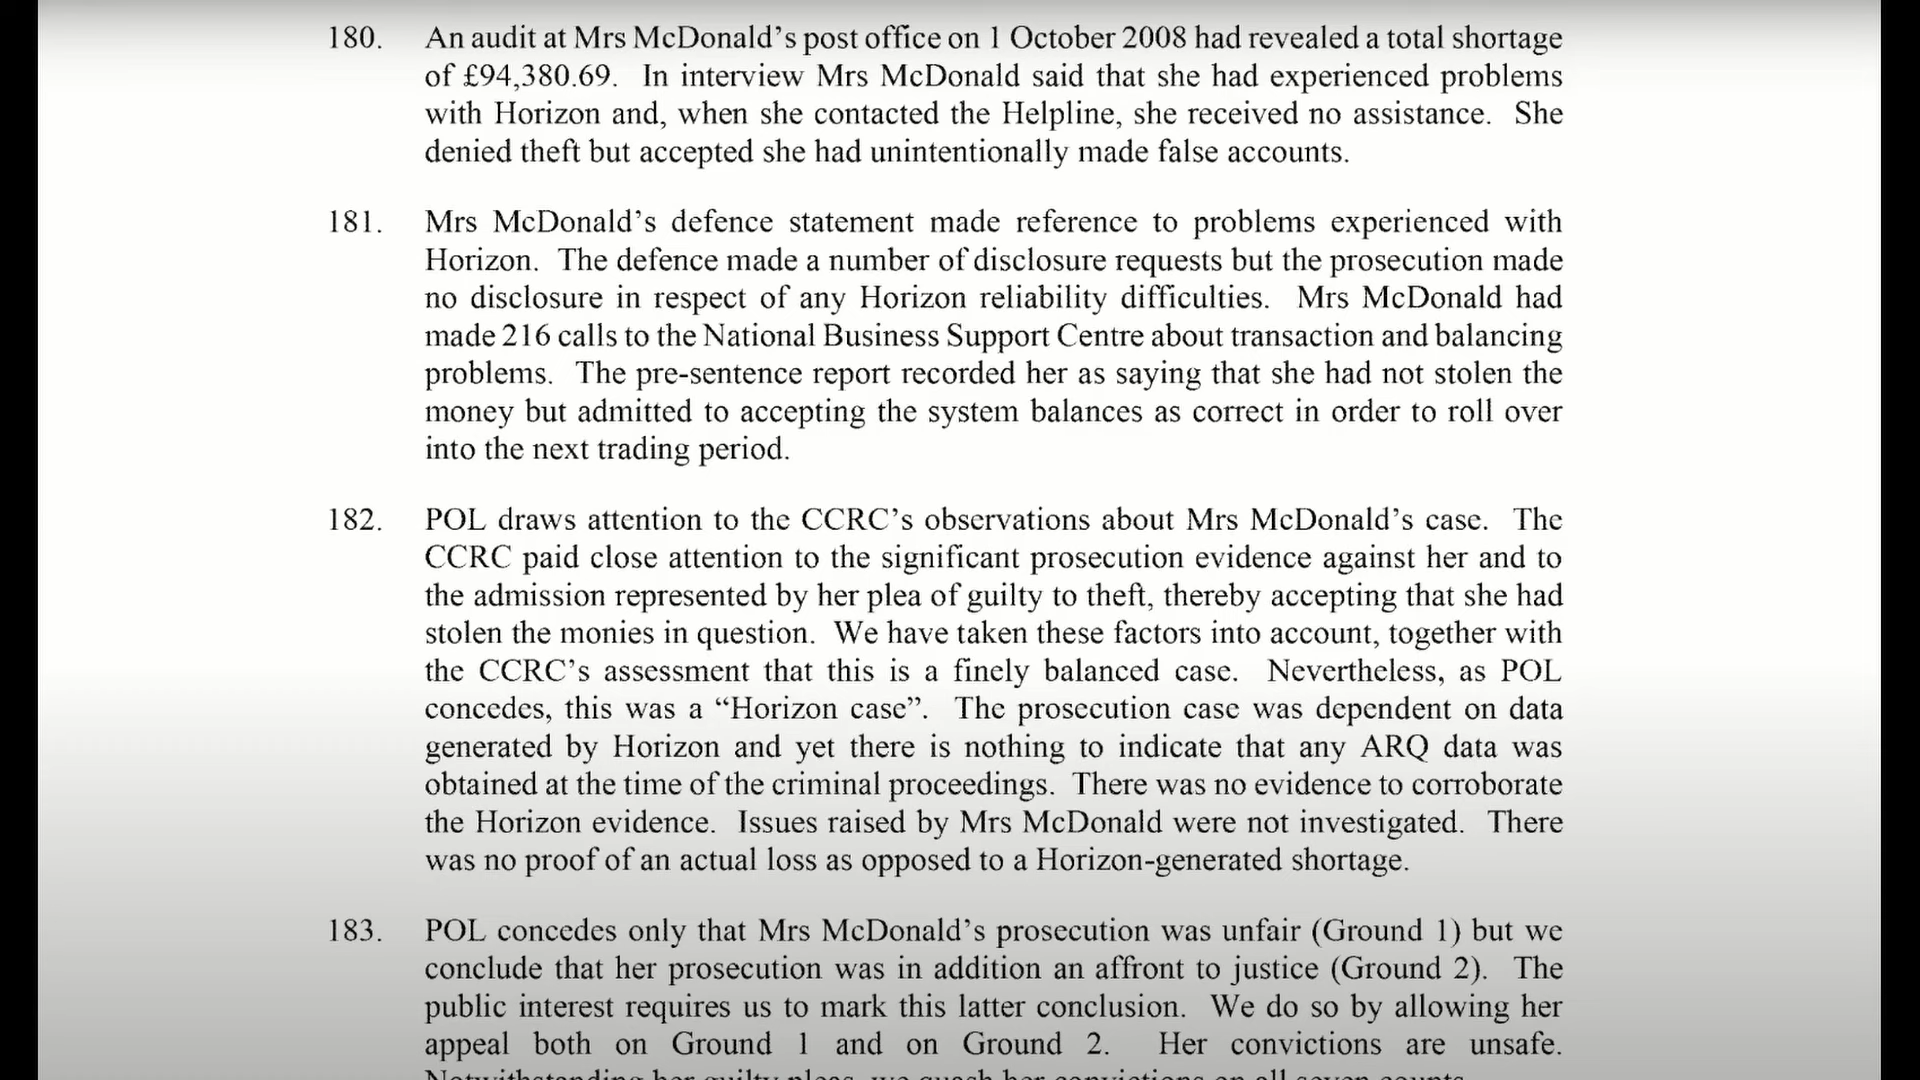 180. An audit at Mrs McDonald’s post office on 1 October 2008 had revealed a total shortage
of £94,380.69. In interview Mrs McDonald said that she had experienced problems
with Horizon and, when she contacted the Helpline, she received no assistance. She
denied theft but accepted she had unintentionally made false accounts.
181. Mrs McDonald’s defence statement made reference to problems experienced with
Horizon. The defence made a number of disclosure requests but the prosecution made
no disclosure in respect of any Horizon reliability difficulties. Mrs McDonald had
made 216 calls to the National Business Support Centre about transaction and balancing
problems. The pre-sentence report recorded her as saying that she had not stolen the
money but admitted to accepting the system balances as correct in order to roll over
into the next trading period.
182. POL draws attention to the CCRC’s observations about Mrs McDonald’s case. The
CCRC paid close attention to the significant prosecution evidence against her and to
the admission represented by her plea of guilty to theft, thereby accepting that she had
stolen the monies in question. We have taken these factors into account, together with
the CCRC’s assessment that this is a finely balanced case. Nevertheless, as POL
concedes, this was a “Horizon case”. The prosecution case was dependent on data
generated by Horizon and yet there is nothing to indicate that any ARQ data was
obtained at the time of the criminal proceedings. There was no evidence to corroborate
the Horizon evidence. Issues raised by Mrs McDonald were not investigated. There
was no proof of an actual loss as opposed to a Horizon-generated shortage.
183. POL concedes only that Mrs McDonald’s prosecution was unfair (Ground 1) but we
conclude that her prosecution was in addition an affront to justice (Ground 2). The
public interest requires us to mark this latter conclusion. We do so by allowing her
appeal both on Ground 1 and on Ground 2. Her convictions are unsafe.
Notwithstanding her guilty pleas, we quash her convictions on all seven counts.